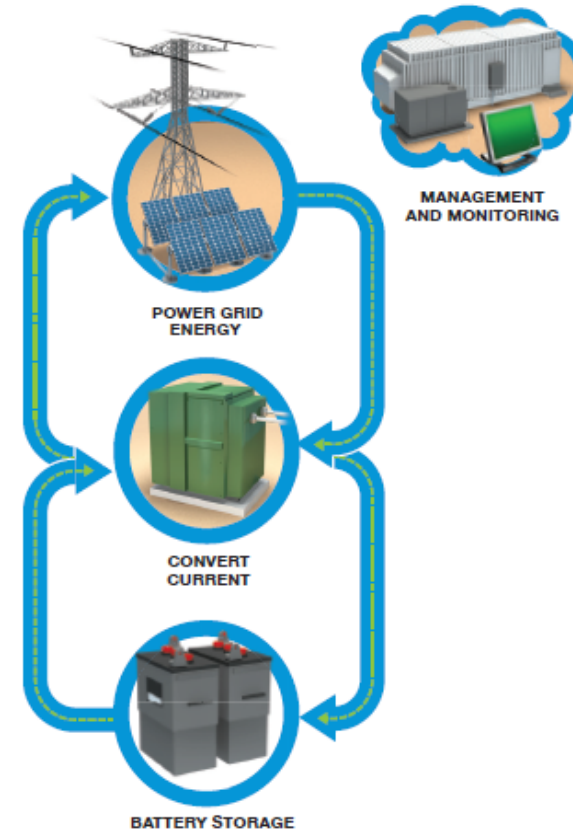 MANAGEMENT
AND MONITORING
POWER GRID
ENERGY
CONVERT
CURRENT
BATTERY STORAGE